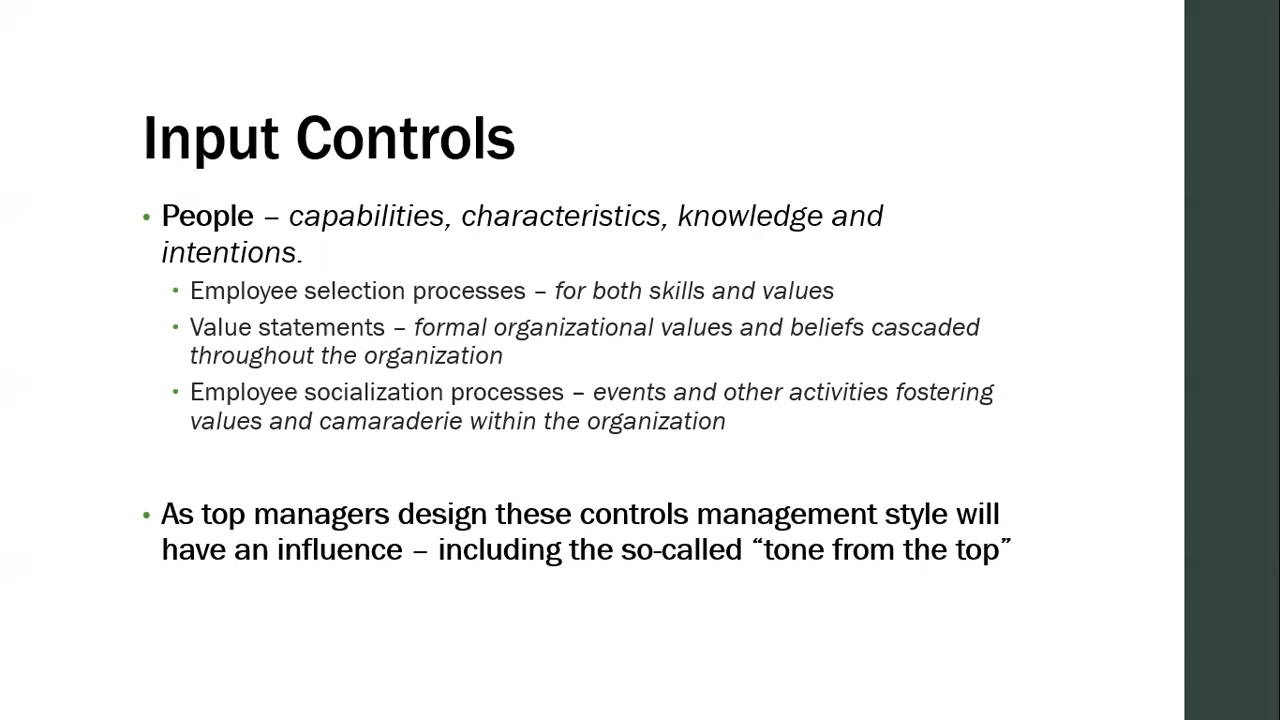 Input Controls
• People – capabilities, characteristics, knowledge and
intentions.
• Employee selection processes – for both skills and values
• Value statements – formal organizational values and beliefs cascaded
throughout the organization
• Employee socialization processes – events and other activities fostering
values and camaraderie within the organization
• As top managers design these controls management style will
have an influence – including the so-called “tone from the top”